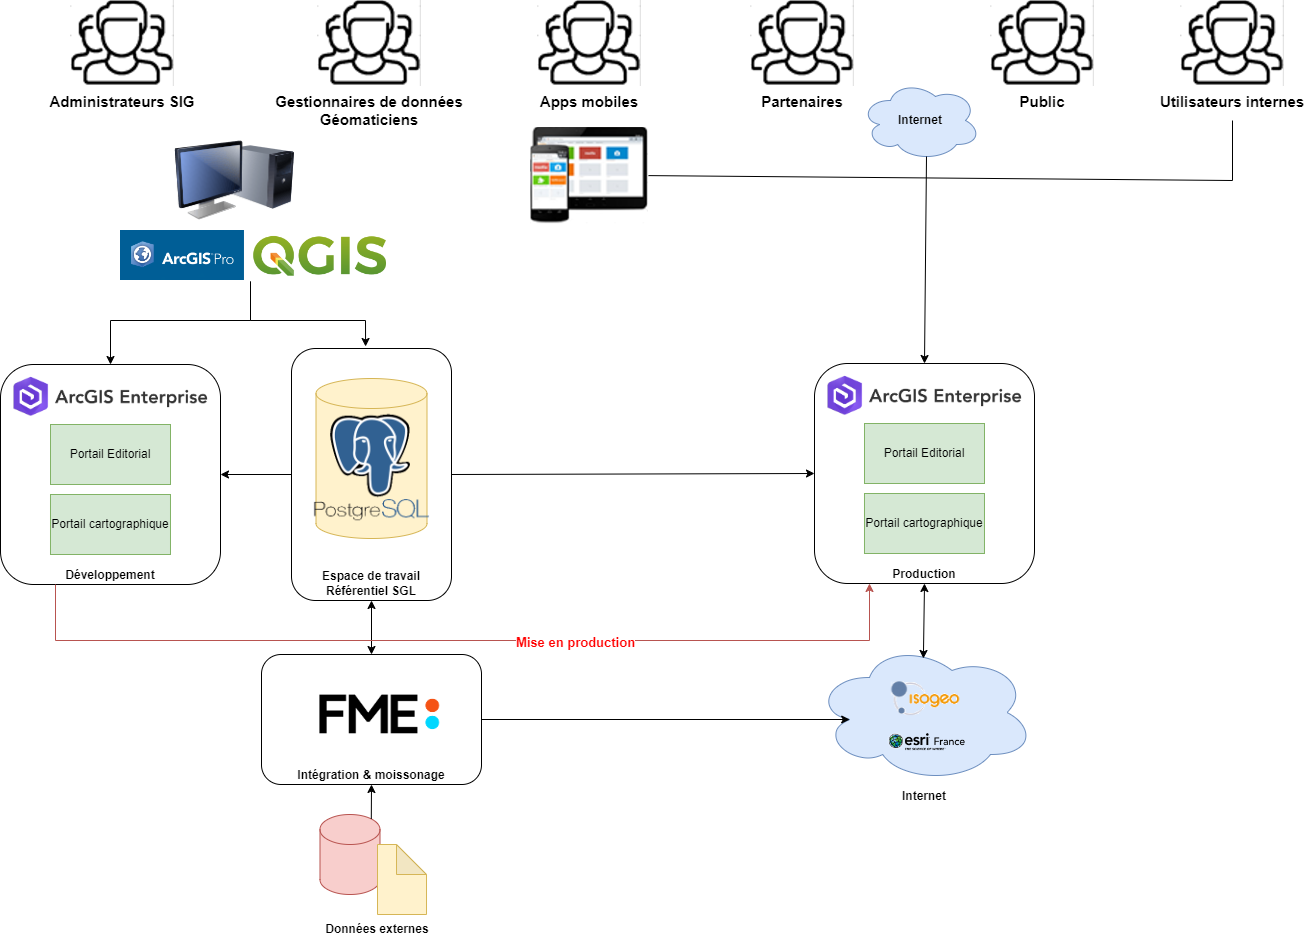 Administrateurs SIG
Gestionnaires de données
Géomaticiens
Apps mobiles
Partenaires
Public
Utilisateurs internes
Internet
ArcGIS Pro
QGIS
ArcGIS Enterprise
Portail Editorial
Portail cartographique
Développement
PostgreSQL
Espace de travail
Référentiel SGL
ArcGIS Enterprise
Portail Editorial
Portail cartographique
Production
Mise en production
FME
Intégration & moissonage
isogeo
esri France
Internet
Données externes